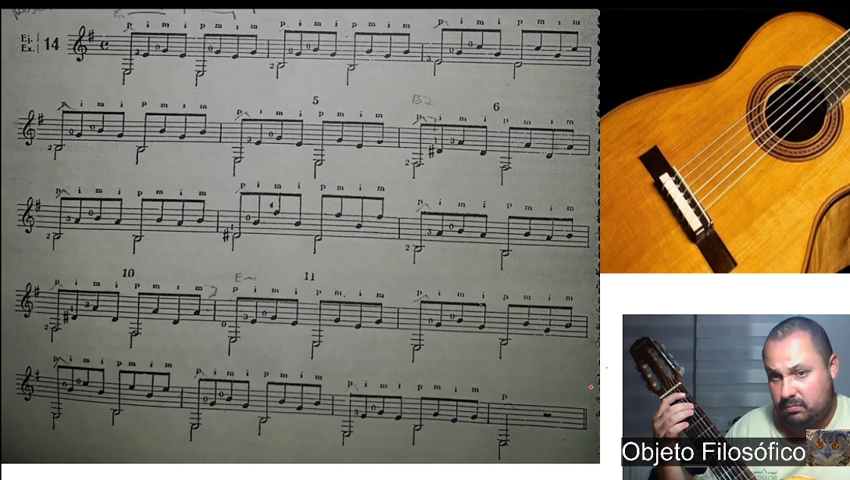 Ej.
Ex. 14 p i m i p m i m p i m i p m i m p i m i p m i m
5 6
B7
p i m i p m i m p i m i p m i m p i m i p m i m
p i m i p m i m p i m i p m i m p i m i p m i m
10 11
Em
p i m i p m i m p i m i p m i m p i m i p m i m
p i m i p m i m p i m i p m i m p i m i p m i m p
Objeto Filosófico